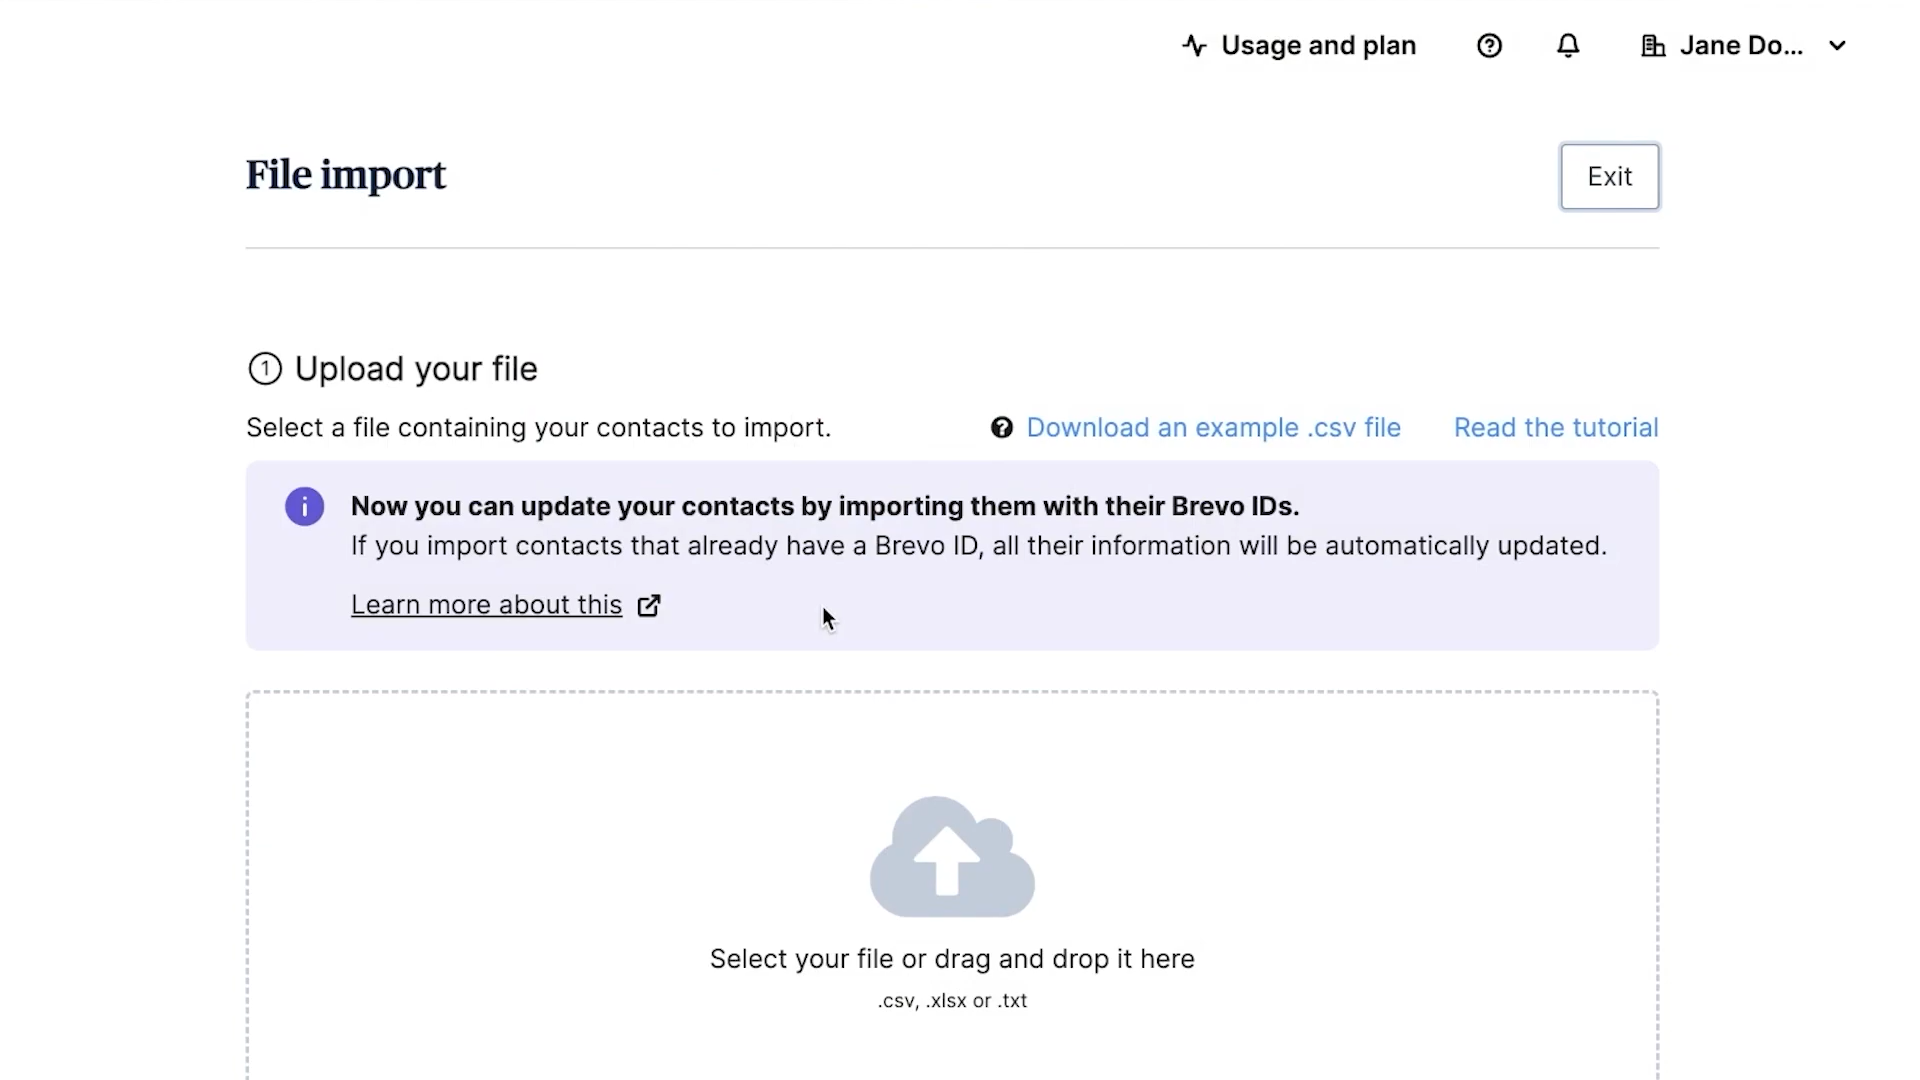 Usage and plan
Jane Do...
File import
Exit
1 Upload your file
Select a file containing your contacts to import.
? Download an example .csv file
Read the tutorial
i Now you can update your contacts by importing them with their Brevo IDs.
If you import contacts that already have a Brevo ID, all their information will be automatically updated.
Learn more about this
Select your file or drag and drop it here
.csv, .xlsx or .txt